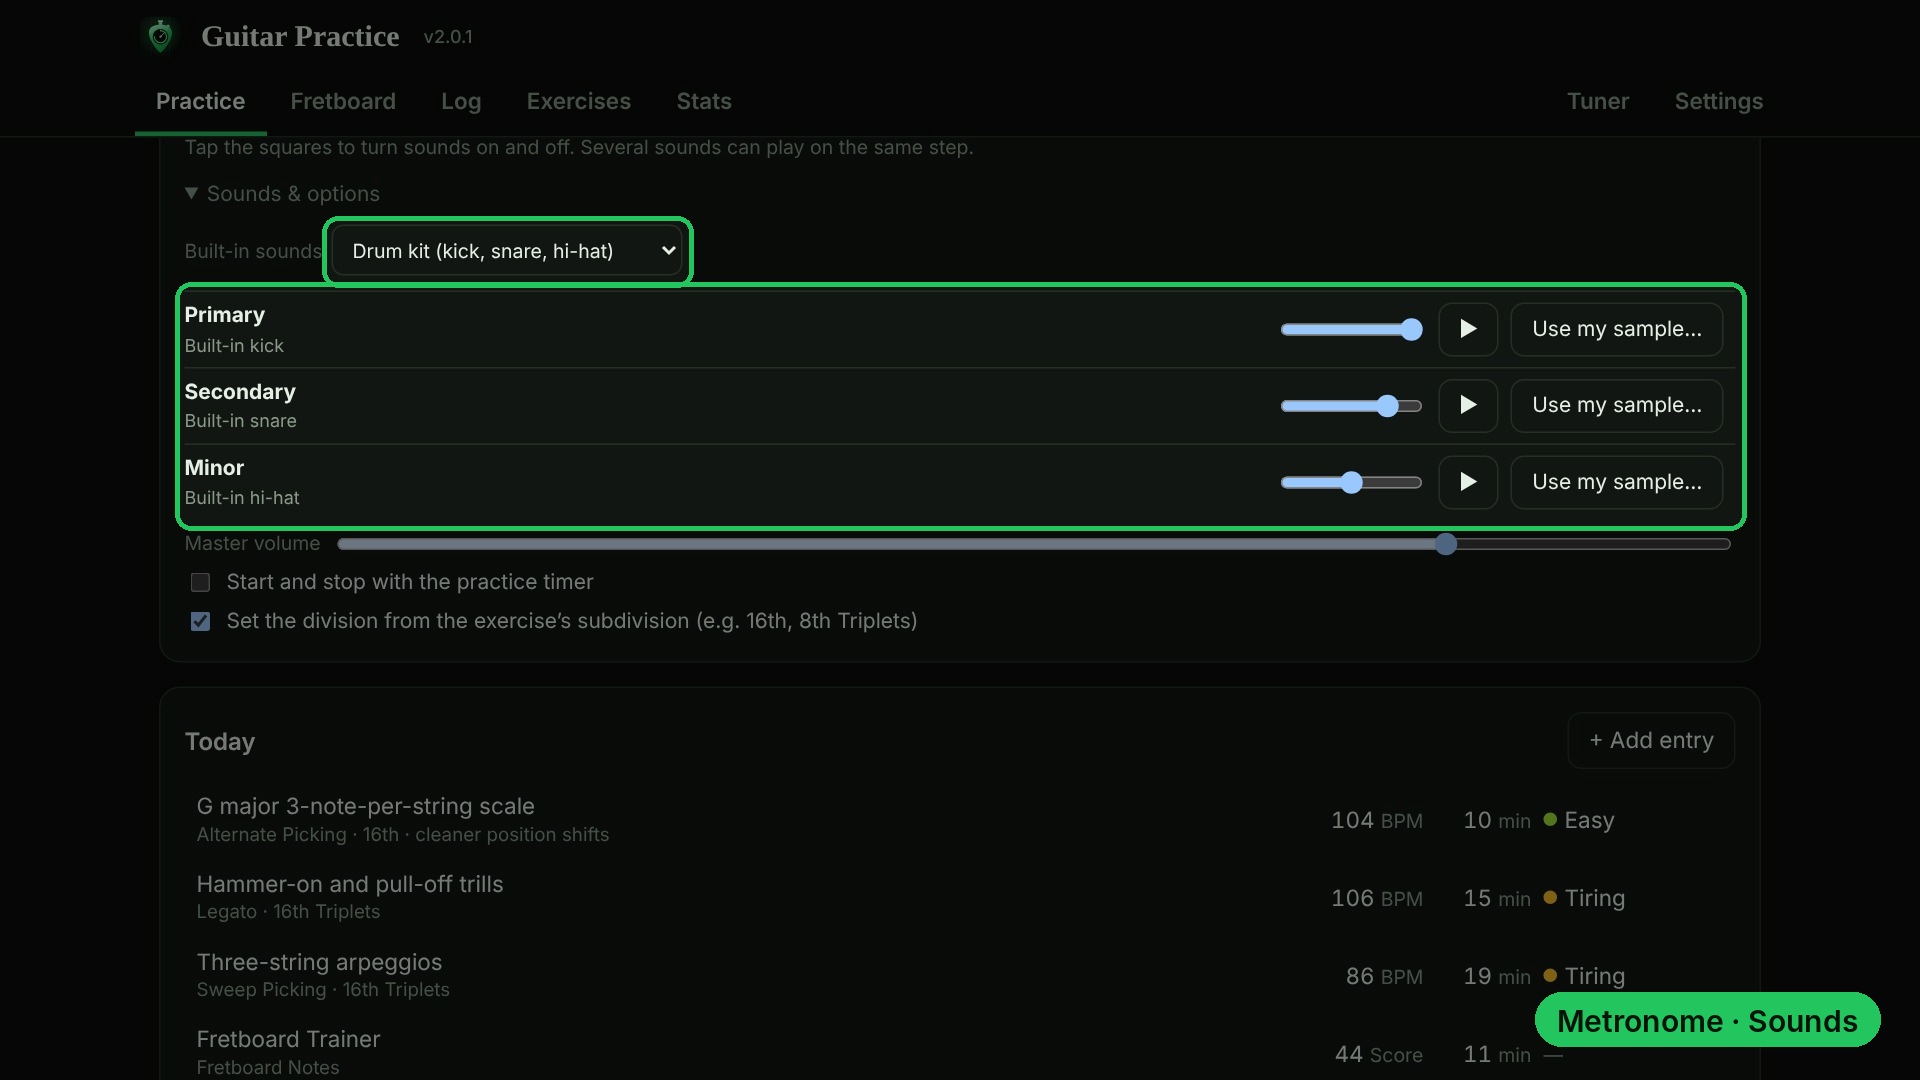 Guitar Practice v2.0.1
Practice Fretboard Log Exercises Stats Tuner Settings
Tap the squares to turn sounds on and off. Several sounds can play on the same step.
▼ Sounds & options
Built-in sounds Drum kit (kick, snare, hi-hat)
Primary
Built-in kick
Use my sample...
Secondary
Built-in snare
Use my sample...
Minor
Built-in hi-hat
Use my sample...
Master volume
Start and stop with the practice timer
Set the division from the exercise’s subdivision (e.g. 16th, 8th Triplets)
Today + Add entry
G major 3-note-per-string scale
Alternate Picking · 16th · cleaner position shifts
104 BPM 10 min Easy
Hammer-on and pull-off trills
Legato · 16th Triplets
106 BPM 15 min Tiring
Three-string arpeggios
Sweep Picking · 16th Triplets
86 BPM 19 min Tiring
Fretboard Trainer
Fretboard Notes
44 Score 11 min —
Metronome · Sounds